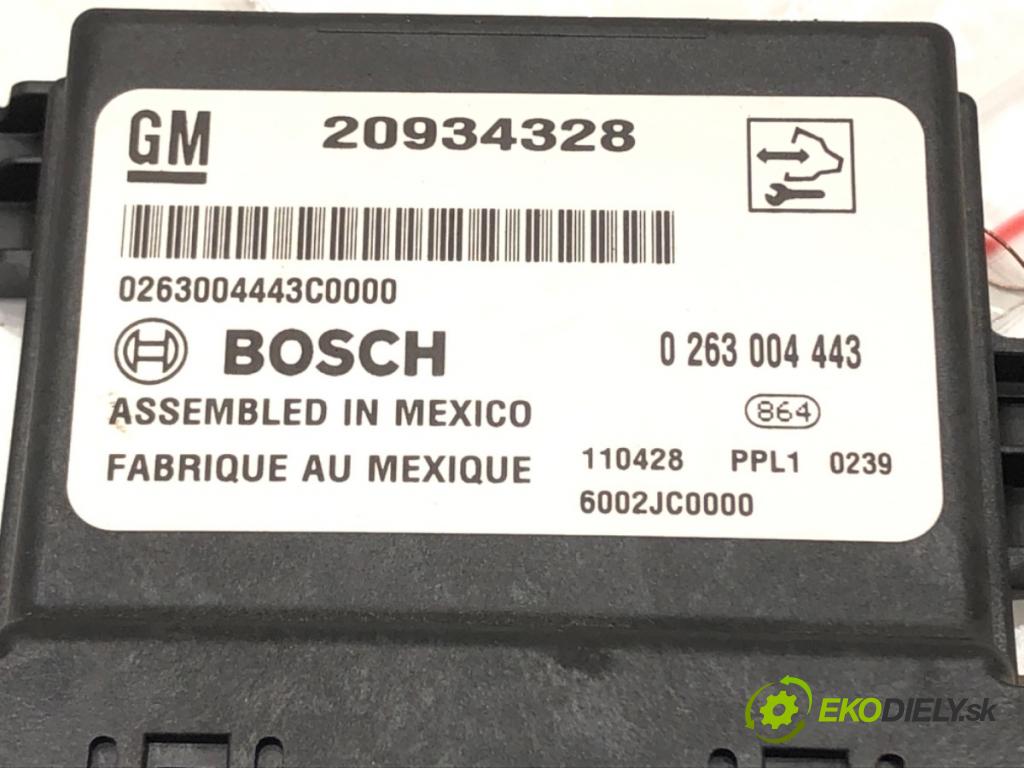 GM 20934328
0263004443C0000
BOSCH 0 263 004 443
ASSEMBLED IN MEXICO 864
FABRIQUE AU MEXIQUE 110428 PPL1 0239
6002JC0000
EKODIELY.sk